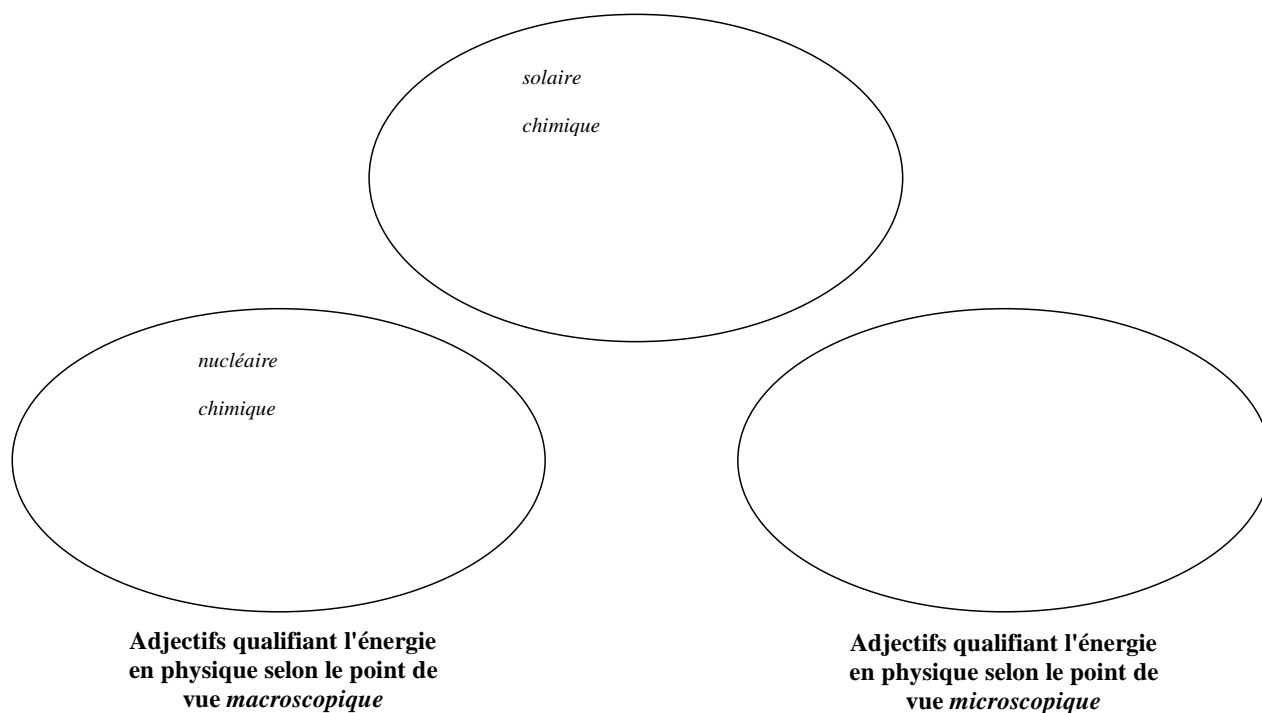 solaire
chimique
nucléaire
chimique
Adjectifs qualifiant l'énergie
en physique selon le point de
vue macroscopique
Adjectifs qualifiant l'énergie
en physique selon le point de
vue microscopique